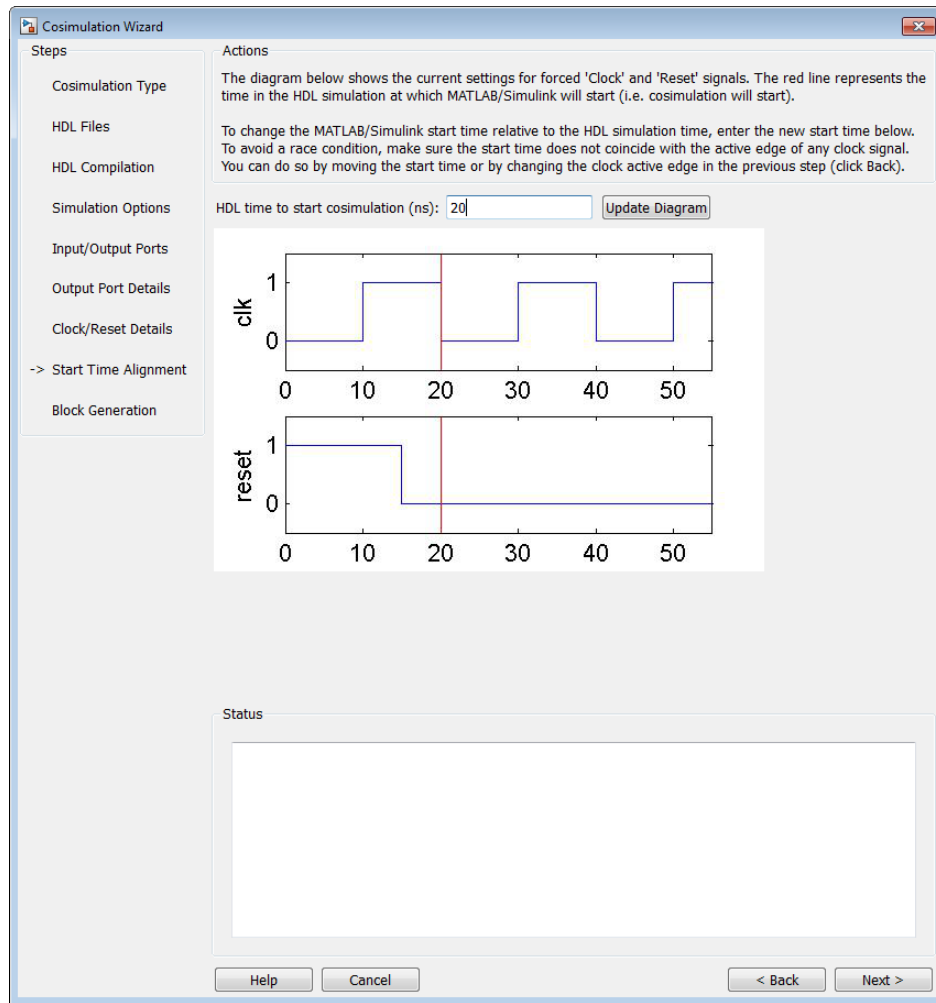 Cosimulation Wizard
Steps
Cosimulation Type
HDL Files
HDL Compilation
Simulation Options
Input/Output Ports
Output Port Details
Clock/Reset Details
-> Start Time Alignment
Block Generation
Actions
The diagram below shows the current settings for forced 'Clock' and 'Reset' signals. The red line represents the
time in the HDL simulation at which MATLAB/Simulink will start (i.e. cosimulation will start).
To change the MATLAB/Simulink start time relative to the HDL simulation time, enter the new start time below.
To avoid a race condition, make sure the start time does not coincide with the active edge of any clock signal.
You can do so by moving the start time or by changing the clock active edge in the previous step (click Back).
HDL time to start cosimulation (ns): 20 Update Diagram
clk
1
0
0 10 20 30 40 50
reset
1
0
0 10 20 30 40 50
Status
Help Cancel < Back Next >